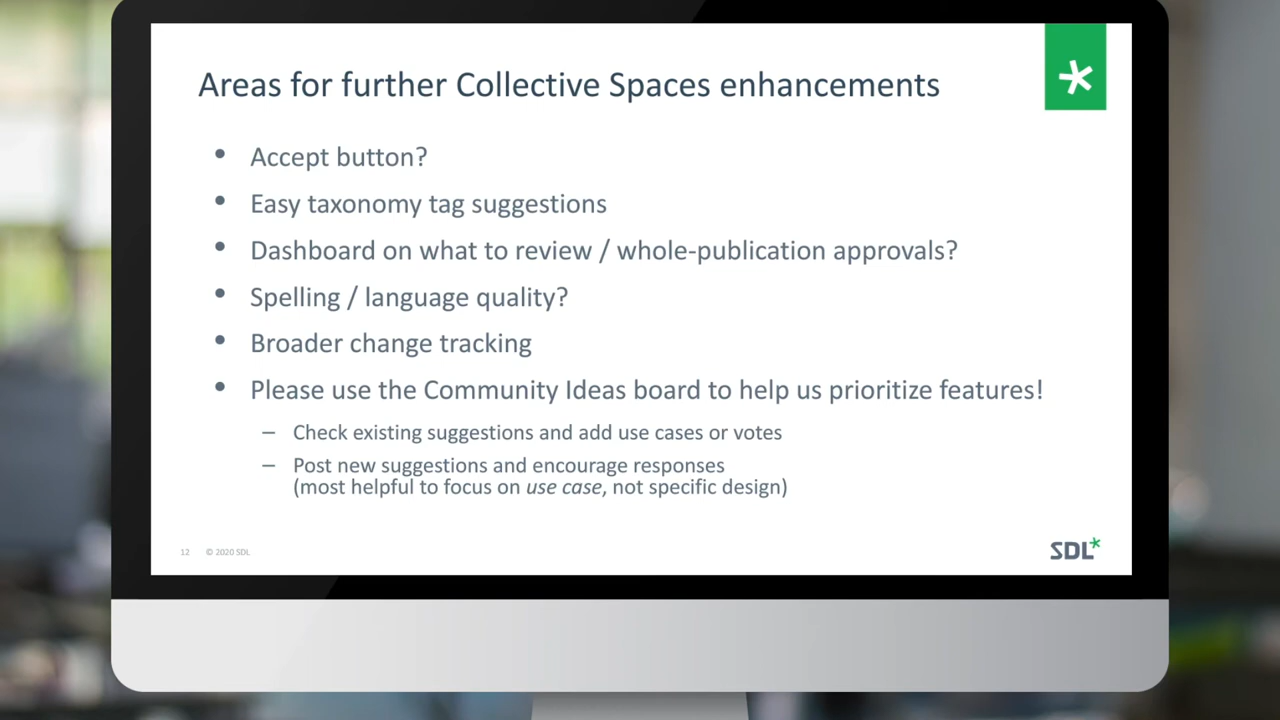 Areas for further Collective Spaces enhancements
• Accept button?
• Easy taxonomy tag suggestions
• Dashboard on what to review / whole-publication approvals?
• Spelling / language quality?
• Broader change tracking
• Please use the Community Ideas board to help us prioritize features!
– Check existing suggestions and add use cases or votes
– Post new suggestions and encourage responses
(most helpful to focus on use case, not specific design)
12 © 2020 SDL
SDL*